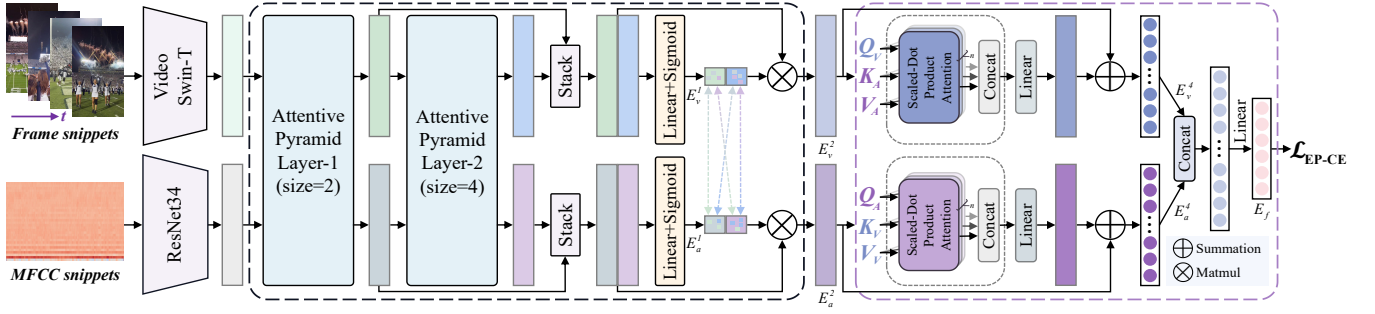 Video
Swin-T
t
Frame snippets
ResNet34
MFCC snippets
Attentive
Pyramid
Layer-1
(size=2)
Attentive
Pyramid
Layer-2
(size=4)
Stack
Stack
Linear+Sigmoid
Linear+Sigmoid
E_v^1
E_a^1
E_v^2
E_a^2
Q_V
K_A
V_A
Scaled-Dot
Product
Attention
n
Concat
Linear
Q_A
K_V
V_V
Scaled-Dot
Product
Attention
n
Concat
Linear
E_v^4
E_a^4
Concat
Linear
E_f
ℒ_EP-CE
Summation
Matmul